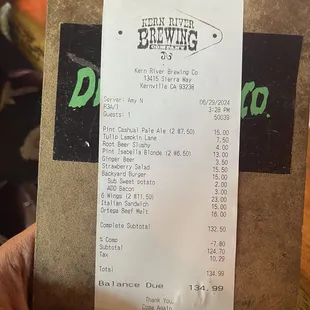 KERN RIVER
BREWING
COMPANY
Kern River Brewing Co
13415 Sierra Way
Kernville CA 93238
Server: Amy N 06/29/2024
83A/1 3:28 PM
Guests: 1 50039
Pint Cashual Pale Ale (2 @7.50) 15.00
Tulip Lampkin Lane 7.50
Root Beer Slushy 4.00
Pint Isabella Blonde (2 @6.50) 13.00
Ginger Beer 3.50
Strawberry Salad 15.50
Backyard Burger 15.00
Sub Sweet potato 2.00
ADD Bacon 3.00
6 Wings (2 @11.50) 23.00
Italian Sandwich 15.00
Ortega Beef Melt 16.00
Complete Subtotal 132.50
% Comp -7.80
Subtotal 124.70
Tax 10.29
Total 134.99
Balance Due 134.99
Thank You,
Come Again